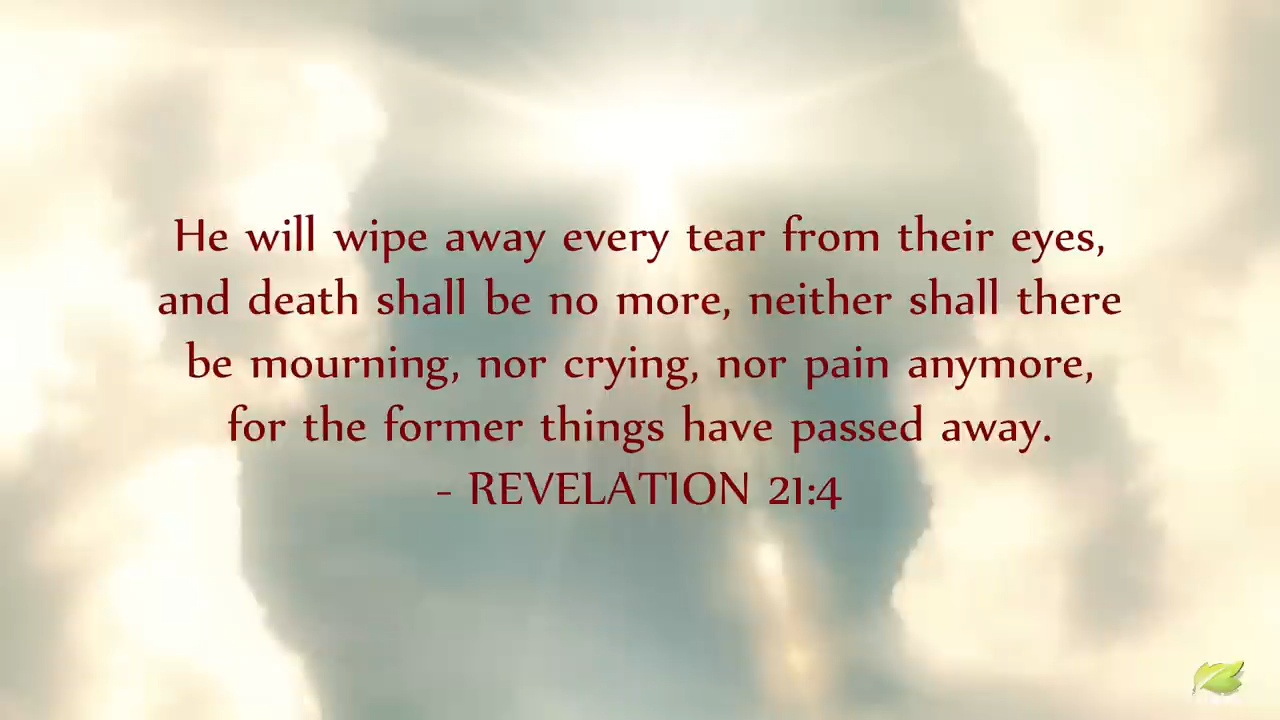 He will wipe away every tear from their eyes,
and death shall be no more, neither shall there
be mourning, nor crying, nor pain anymore,
for the former things have passed away.
- REVELATION 21:4